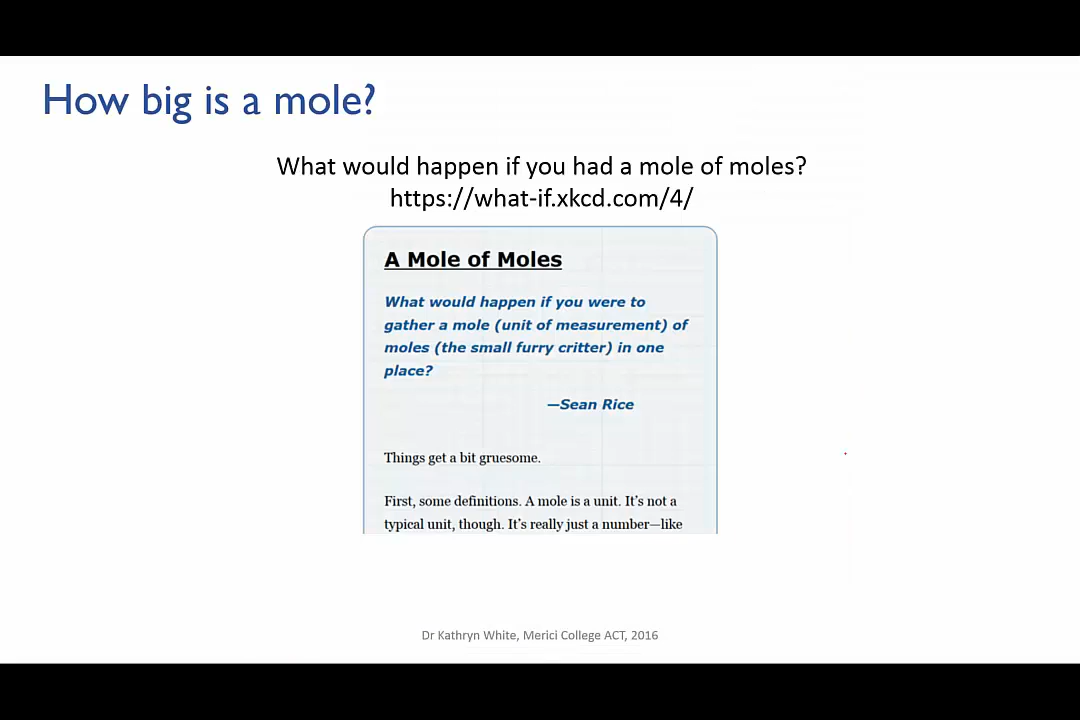 How big is a mole?
What would happen if you had a mole of moles?
https://what-if.xkcd.com/4/
A Mole of Moles
What would happen if you were to
gather a mole (unit of measurement) of
moles (the small furry critter) in one
place?
—Sean Rice
Things get a bit gruesome.
First, some definitions. A mole is a unit. It’s not a
typical unit, though. It’s really just a number—like
Dr Kathryn White, Merici College ACT, 2016